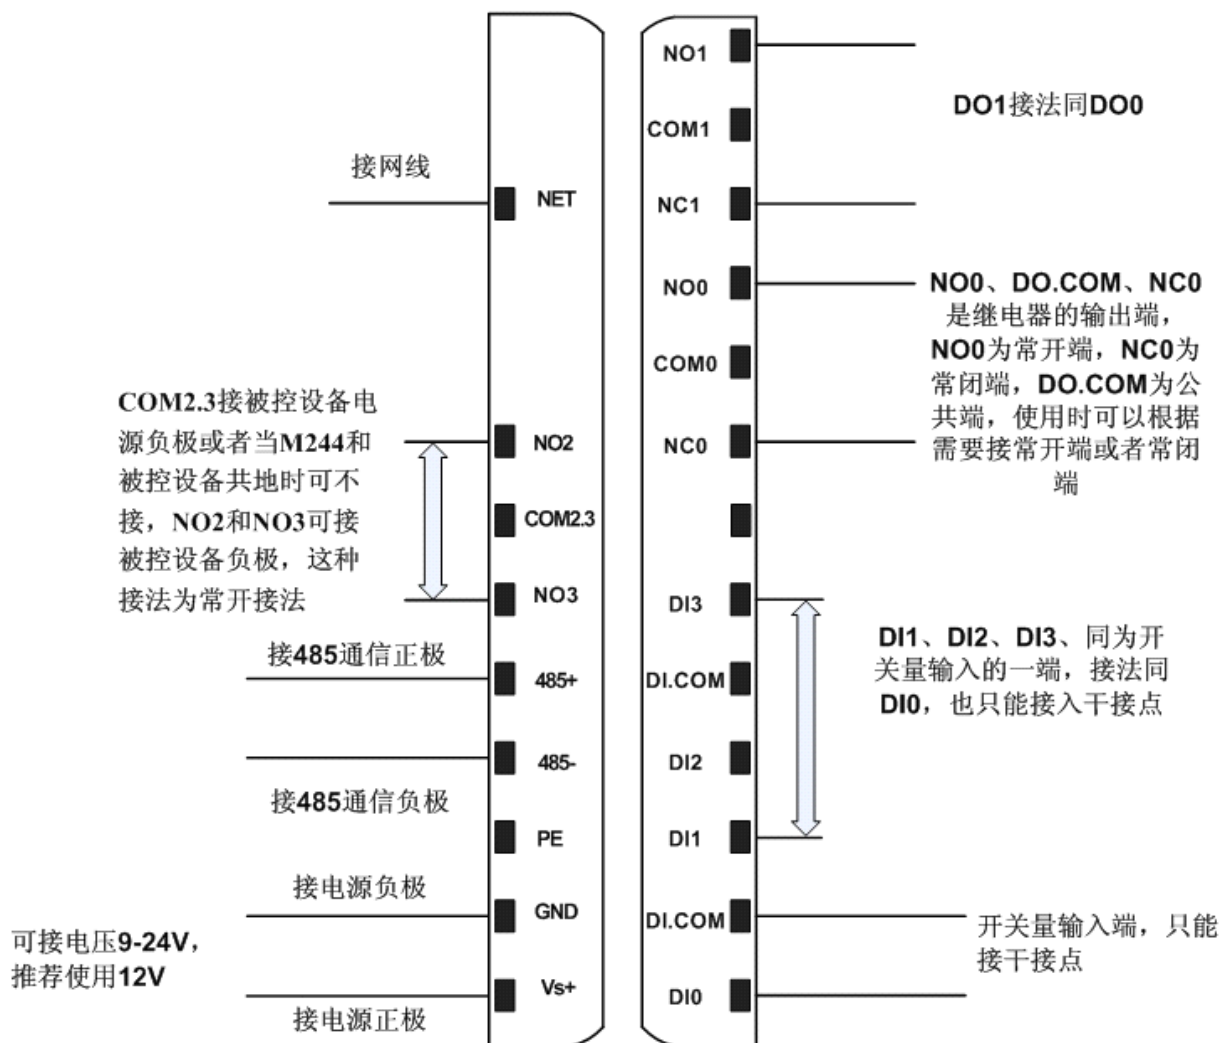 接网线
NET
COM2.3接被控设备电
源负极或者当M244和
被控设备共地时可不
接，NO2和NO3可接
被控设备负极，这种
接法为常开接法
NO2
COM2.3
NO3
接485通信正极
485+
485-
接485通信负极
PE
接电源负极
GND
可接电压9-24V，
推荐使用12V
Vs+
接电源正极
NO1
DO1接法同DO0
COM1
NC1
NO0
NO0、DO.COM、NC0
是继电器的输出端，
NO0为常开端，NC0为
常闭端，DO.COM为公
共端，使用时可以根据
需要接常开端或者常闭
端
COM0
NC0
DI3
DI1、DI2、DI3、同为开
关量输入的一端，接法同
DI0，也只能接入干接点
DI.COM
DI2
DI1
DI.COM
开关量输入端，只能
接干接点
DI0